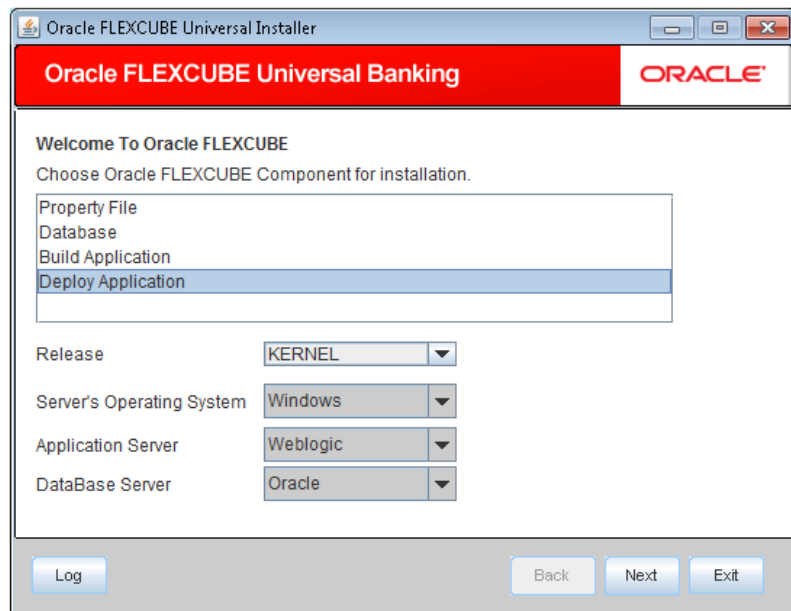 Oracle FLEXCUBE Universal Installer
Oracle FLEXCUBE Universal Banking
ORACLE
Welcome To Oracle FLEXCUBE
Choose Oracle FLEXCUBE Component for installation.
Property File
Database
Build Application
Deploy Application
Release KERNEL
Server's Operating System Windows
Application Server Weblogic
DataBase Server Oracle
Log Back Next Exit